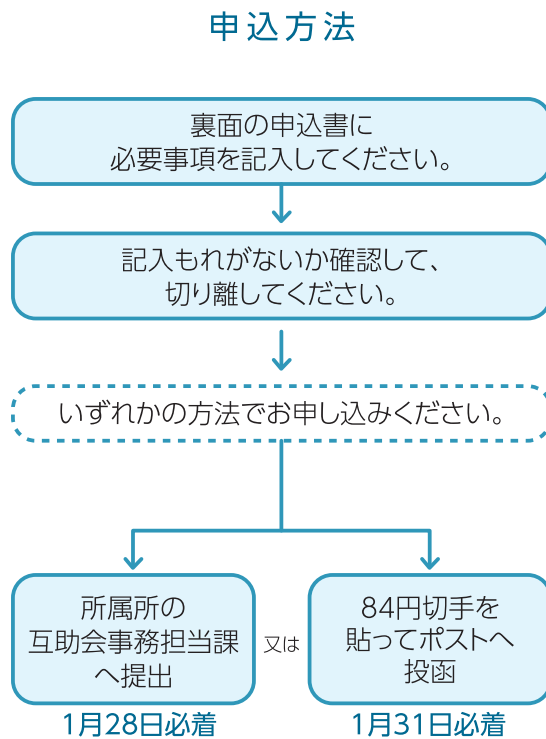 申込方法
裏面の申込書に
必要事項を記入してください。
記入もれがないか確認して、
切り離してください。
いずれかの方法でお申し込みください。
所属所の
互助会事務担当課
へ提出
1月28日必着
又は
84円切手を
貼ってポストへ
投函
1月31日必着